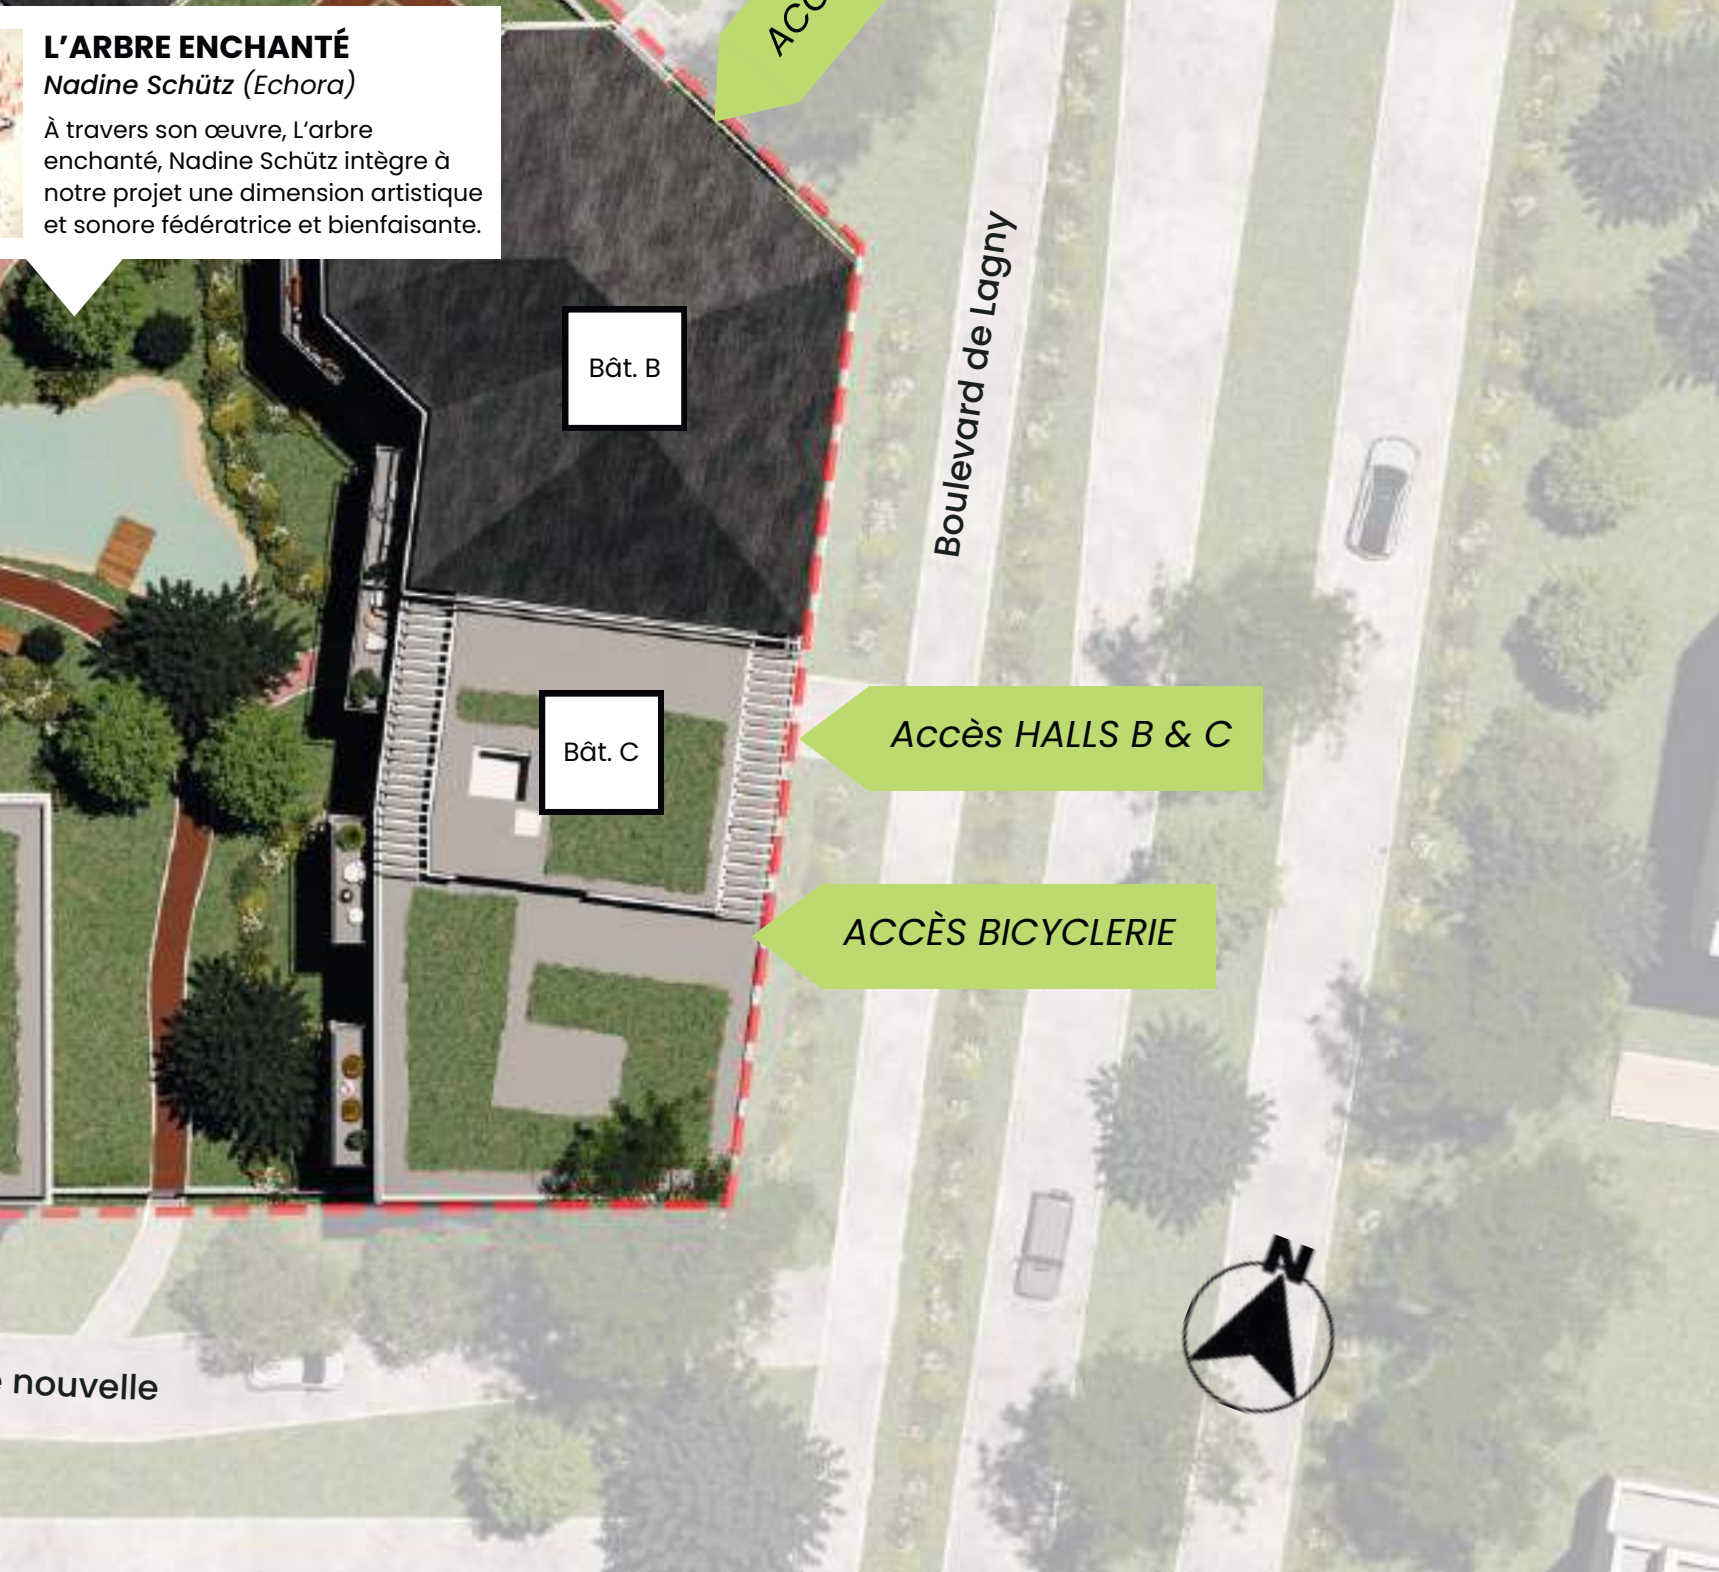 L'ARBRE ENCHANTÉ
Nadine Schütz (Echora)
À travers son œuvre, L'arbre
enchanté, Nadine Schütz intègre à
notre projet une dimension artistique
et sonore fédératrice et bienfaisante.
Bât. B
Boulevard de Lagny
Bât. C
Accès HALLS B & C
ACCÈS BICYCLERIE
N
nouvelle